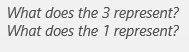 What does the 3 represent?
What does the 1 represent?